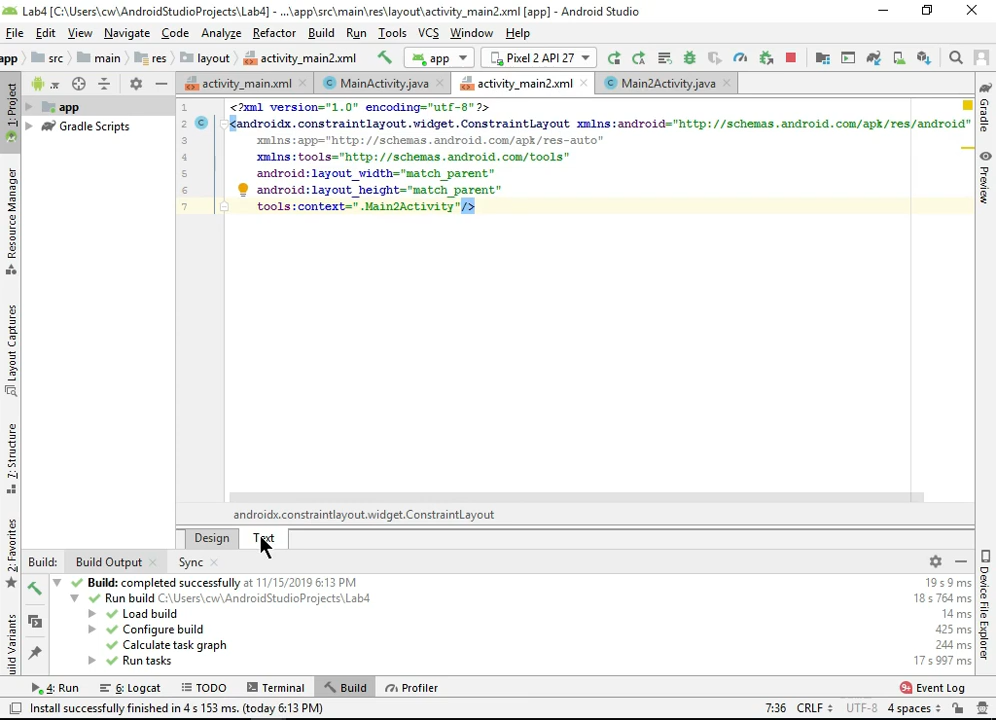 Lab4 [C:\Users\cw\AndroidStudioProjects\Lab4] - ...\app\src\main\res\layout\activity_main2.xml [app] - Android Studio
File Edit View Navigate Code Analyze Refactor Build Run Tools VCS Window Help
app src main res layout activity_main2.xml app Pixel 2 API 27
activity_main.xml MainActivity.java activity_main2.xml Main2Activity.java
1: Project
Resource Manager
Layout Captures
7: Structure
2: Favorites
Build Variants
app
Gradle Scripts
1 <?xml version="1.0" encoding="utf-8"?>
2 <androidx.constraintlayout.widget.ConstraintLayout xmlns:android="http://schemas.android.com/apk/res/android"
3 xmlns:app="http://schemas.android.com/apk/res-auto"
4 xmlns:tools="http://schemas.android.com/tools"
5 android:layout_width="match_parent"
6 android:layout_height="match_parent"
7 tools:context=".Main2Activity"/>
androidx.constraintlayout.widget.ConstraintLayout
Design Text
Gradle
Preview
Device File Explorer
Build: Build Output Sync
Build: completed successfully at 11/15/2019 6:13 PM 19 s 9 ms
Run build C:\Users\cw\AndroidStudioProjects\Lab4 18 s 764 ms
Load build 14 ms
Configure build 425 ms
Calculate task graph 244 ms
Run tasks 17 s 997 ms
4: Run 6: Logcat TODO Terminal Build Profiler Event Log
Install successfully finished in 4 s 153 ms. (today 6:13 PM) 7:36 CRLF UTF-8 4 spaces